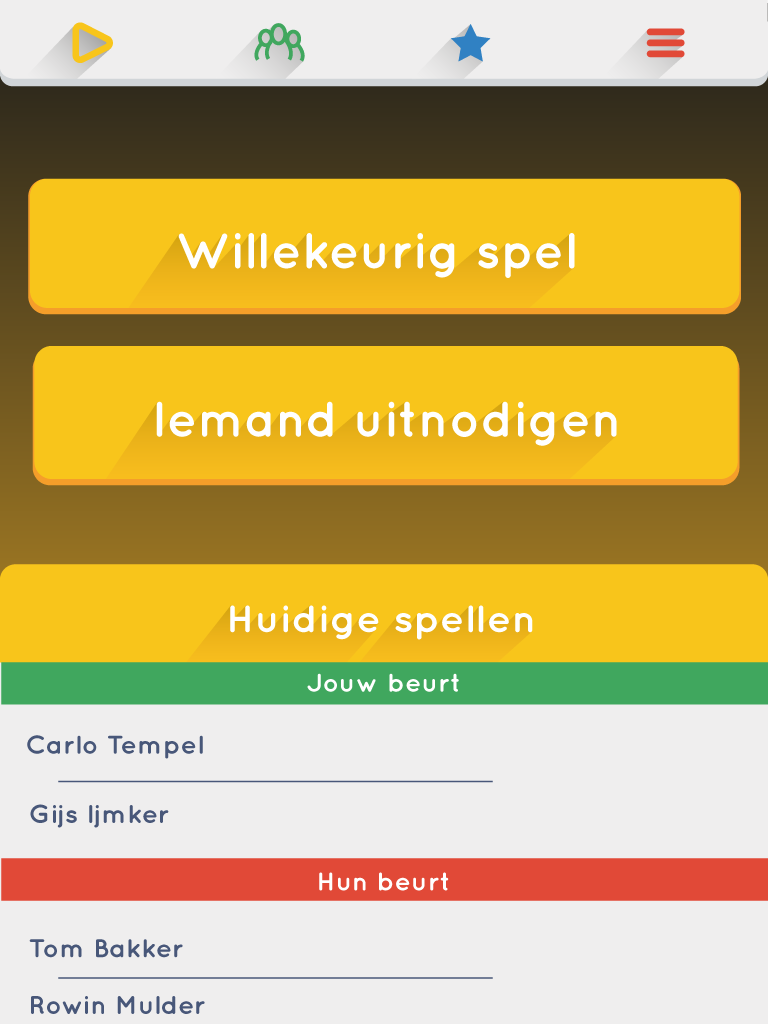 Willekeurig spel
Iemand uitnodigen
Huidige spellen
Jouw beurt
Carlo Tempel
Gijs Ijmker
Hun beurt
Tom Bakker
Rowin Mulder